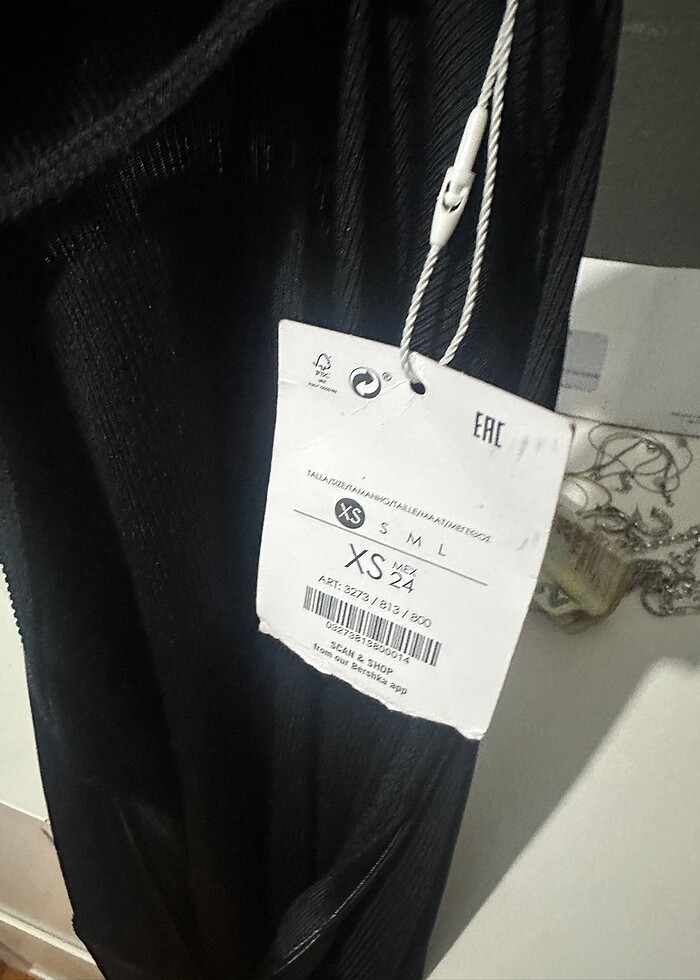 ®
EAC
TALLA/SIZE/TAMANHO/TAILLE/MAAT/ΜΕΓΕΘΟΣ
XS S M L
XS MEX 24
ART: 3273 / 813 / 800
03273813800014
SCAN & SHOP
from our Bershka app